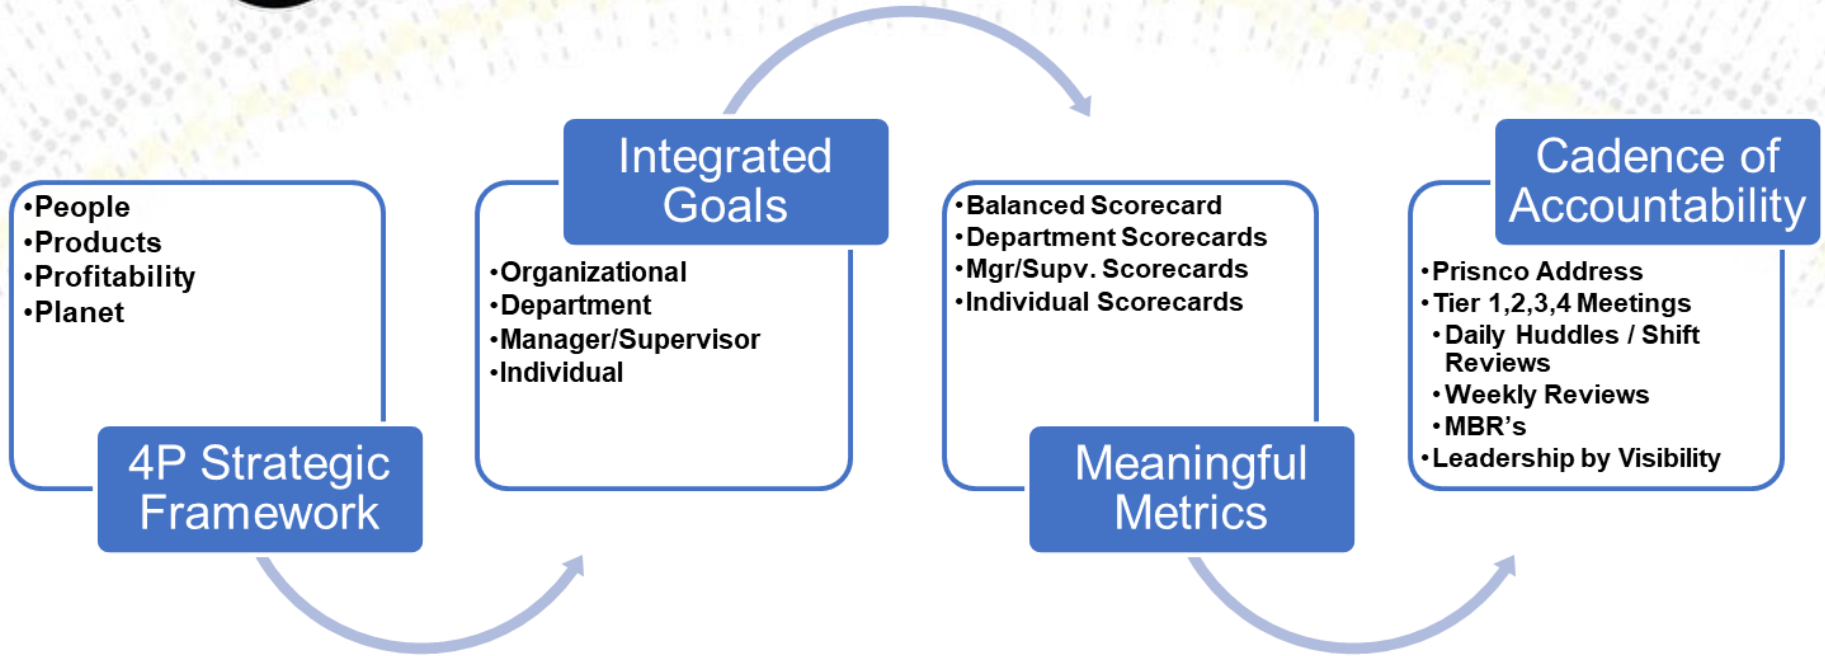 •People
•Products
•Profitability
•Planet
4P Strategic
Framework
Integrated
Goals
•Organizational
•Department
•Manager/Supervisor
•Individual
•Balanced Scorecard
•Department Scorecards
•Mgr/Supv. Scorecards
•Individual Scorecards
Meaningful
Metrics
Cadence of
Accountability
•Prisnco Address
•Tier 1,2,3,4 Meetings
•Daily Huddles / Shift
Reviews
•Weekly Reviews
•MBR’s
•Leadership by Visibility